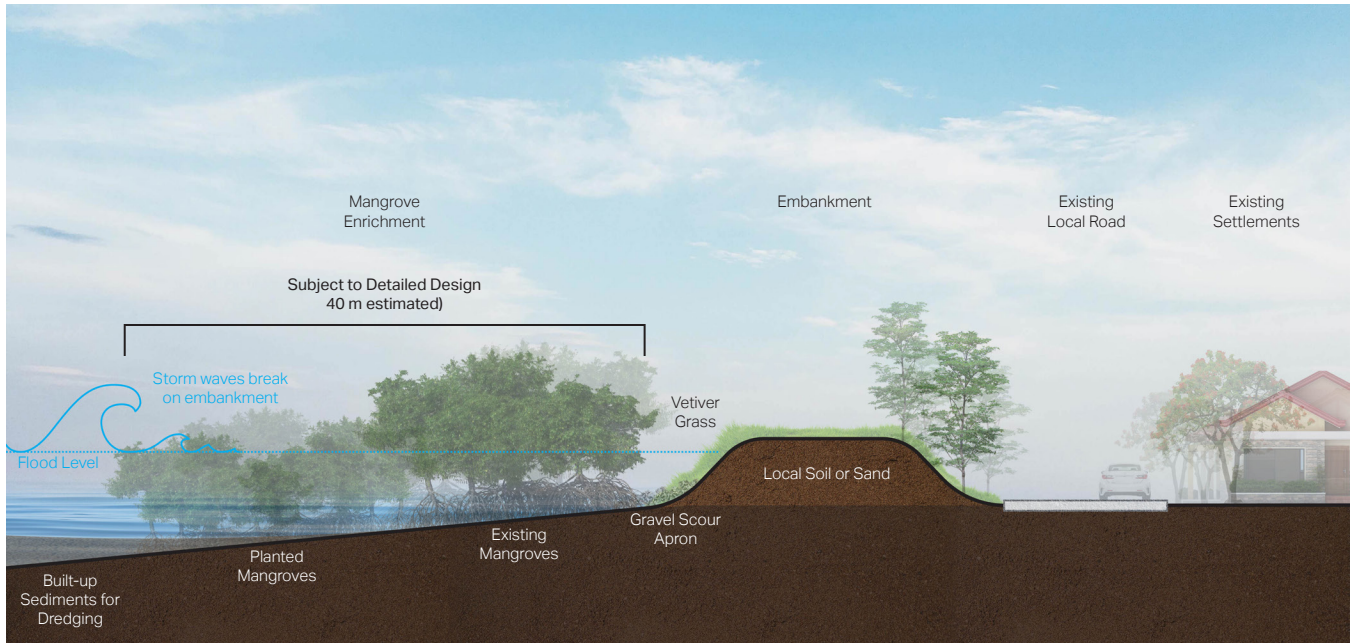 Mangrove
Enrichment
Embankment
Existing
Local Road
Existing
Settlements
Subject to Detailed Design
40 m estimated)
Storm waves break
on embankment
Vetiver
Grass
Flood Level
Local Soil or Sand
Gravel Scour
Apron
Existing
Mangroves
Planted
Mangroves
Built-up
Sediments for
Dredging